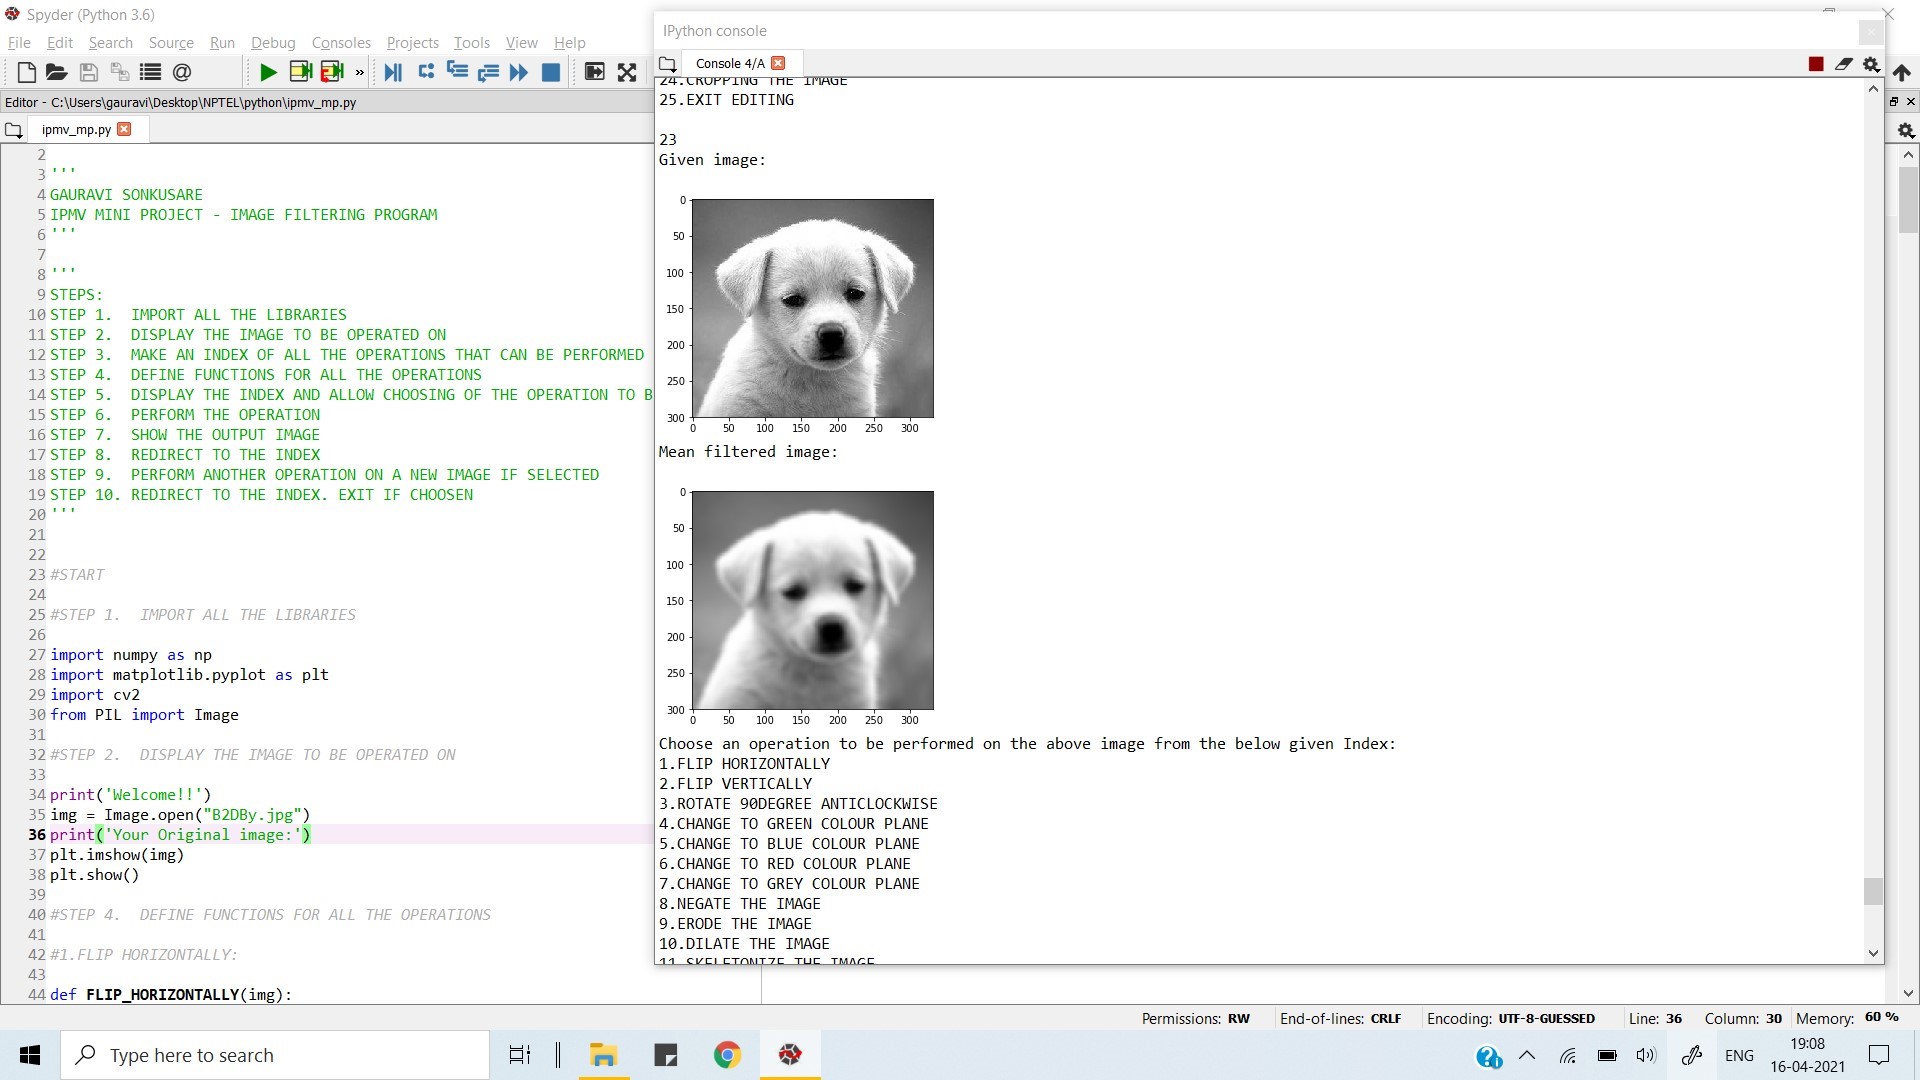 Spyder (Python 3.6)
File Edit Search Source Run Debug Consoles Projects Tools View Help
Editor - C:\Users\gauravi\Desktop\NPTEL\python\ipmv_mp.py
ipmv_mp.py
2
3 '''
4 GAURAVI SONKUSARE
5 IPMV MINI PROJECT - IMAGE FILTERING PROGRAM
6 '''
7
8 '''
9 STEPS:
10 STEP 1.  IMPORT ALL THE LIBRARIES
11 STEP 2.  DISPLAY THE IMAGE TO BE OPERATED ON
12 STEP 3.  MAKE AN INDEX OF ALL THE OPERATIONS THAT CAN BE PERFORMED
13 STEP 4.  DEFINE FUNCTIONS FOR ALL THE OPERATIONS
14 STEP 5.  DISPLAY THE INDEX AND ALLOW CHOOSING OF THE OPERATION TO B
15 STEP 6.  PERFORM THE OPERATION
16 STEP 7.  SHOW THE OUTPUT IMAGE
17 STEP 8.  REDIRECT TO THE INDEX
18 STEP 9.  PERFORM ANOTHER OPERATION ON A NEW IMAGE IF SELECTED
19 STEP 10. REDIRECT TO THE INDEX. EXIT IF CHOOSEN
20 '''
21
22
23 #START
24
25 #STEP 1.  IMPORT ALL THE LIBRARIES
26
27 import numpy as np
28 import matplotlib.pyplot as plt
29 import cv2
30 from PIL import Image
31
32 #STEP 2.  DISPLAY THE IMAGE TO BE OPERATED ON
33
34 print('Welcome!!')
35 img = Image.open("B2DBy.jpg")
36 print('Your Original image:')
37 plt.imshow(img)
38 plt.show()
39
40 #STEP 4.  DEFINE FUNCTIONS FOR ALL THE OPERATIONS
41
42 #1.FLIP HORIZONTALLY:
43
44 def FLIP_HORIZONTALLY(img):
IPython console
Console 4/A
24.CROPPING THE IMAGE
25.EXIT EDITING
23
Given image:
0
50
100
150
200
250
300
0 50 100 150 200 250 300
Mean filtered image:
0
50
100
150
200
250
300
0 50 100 150 200 250 300
Choose an operation to be performed on the above image from the below given Index:
1.FLIP HORIZONTALLY
2.FLIP VERTICALLY
3.ROTATE 90DEGREE ANTICLOCKWISE
4.CHANGE TO GREEN COLOUR PLANE
5.CHANGE TO BLUE COLOUR PLANE
6.CHANGE TO RED COLOUR PLANE
7.CHANGE TO GREY COLOUR PLANE
8.NEGATE THE IMAGE
9.ERODE THE IMAGE
10.DILATE THE IMAGE
11.SKELETONIZE THE IMAGE
Permissions: RW End-of-lines: CRLF Encoding: UTF-8-GUESSED Line: 36 Column: 30 Memory: 60 %
Type here to search
ENG
19:08
16-04-2021